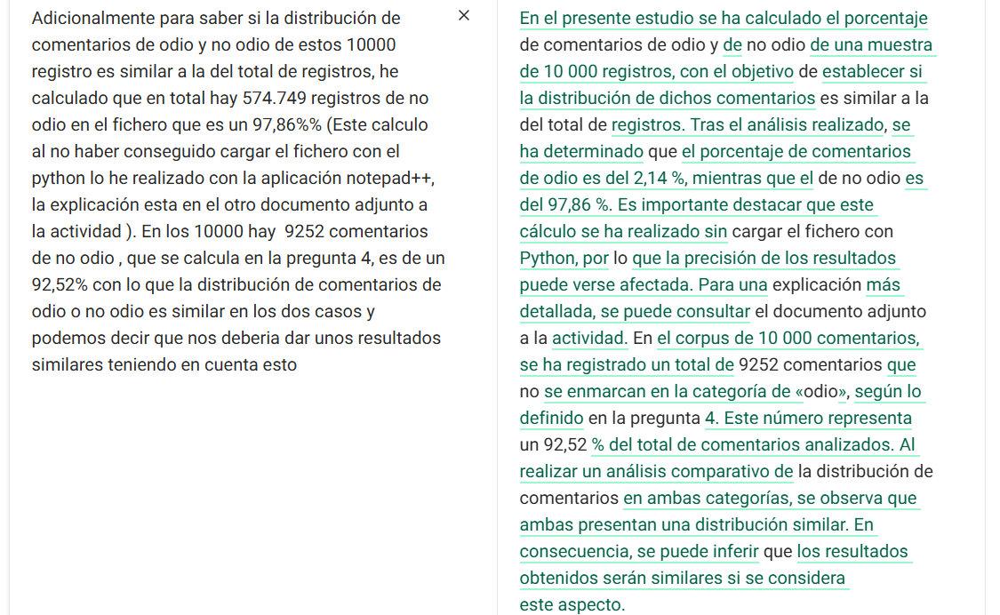 Adicionalmente para saber si la distribución de
comentarios de odio y no odio de estos 10000
registro es similar a la del total de registros, he
calculado que en total hay 574.749 registros de no
odio en el fichero que es un 97,86%% (Este calculo
al no haber conseguido cargar el fichero con el
python lo he realizado con la aplicación notepad++,
la explicación esta en el otro documento adjunto a
la actividad ). En los 10000 hay  9252 comentarios
de no odio , que se calcula en la pregunta 4, es de un
92,52% con lo que la distribución de comentarios de
odio o no odio es similar en los dos casos y
podemos decir que nos deberia dar unos resultados
similares teniendo en cuenta esto
En el presente estudio se ha calculado el porcentaje
de comentarios de odio y de no odio de una muestra
de 10 000 registros, con el objetivo de establecer si
la distribución de dichos comentarios es similar a la
del total de registros. Tras el análisis realizado, se
ha determinado que el porcentaje de comentarios
de odio es del 2,14 %, mientras que el de no odio es
del 97,86 %. Es importante destacar que este
cálculo se ha realizado sin cargar el fichero con
Python, por lo que la precisión de los resultados
puede verse afectada. Para una explicación más
detallada, se puede consultar el documento adjunto
a la actividad. En el corpus de 10 000 comentarios,
se ha registrado un total de 9252 comentarios que
no se enmarcan en la categoría de «odio», según lo
definido en la pregunta 4. Este número representa
un 92,52 % del total de comentarios analizados. Al
realizar un análisis comparativo de la distribución de
comentarios en ambas categorías, se observa que
ambas presentan una distribución similar. En
consecuencia, se puede inferir que los resultados
obtenidos serán similares si se considera
este aspecto.